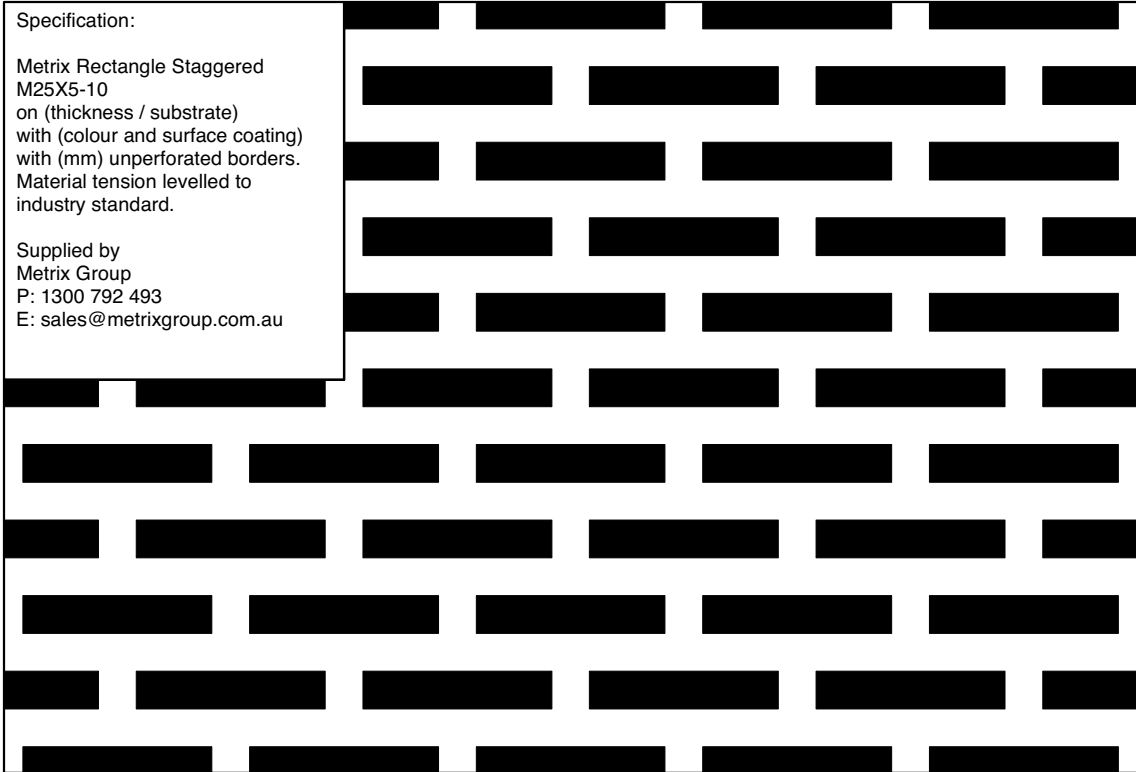 Specification:
Metrix Rectangle Staggered
M25X5-10
on (thickness / substrate)
with (colour and surface coating)
with (mm) unperforated borders.
Material tension levelled to
industry standard.
Supplied by
Metrix Group
P: 1300 792 493
E: sales@metrixgroup.com.au